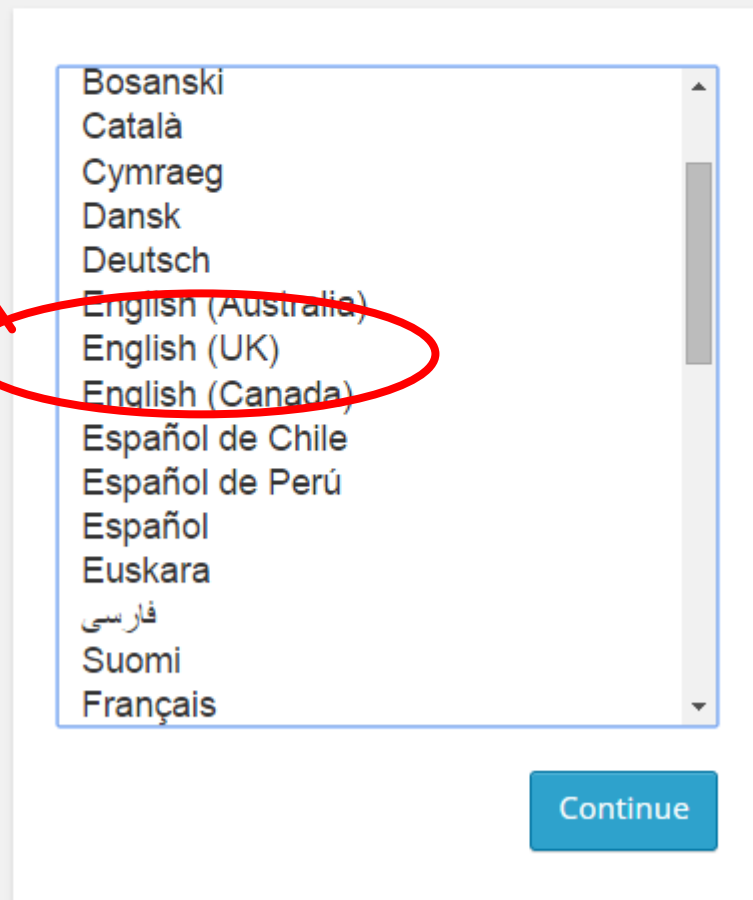 Bosanski
Català
Cymraeg
Dansk
Deutsch
English (Australia)
English (UK)
English (Canada)
Español de Chile
Español de Perú
Español
Euskara
فارسی
Suomi
Français
Continue